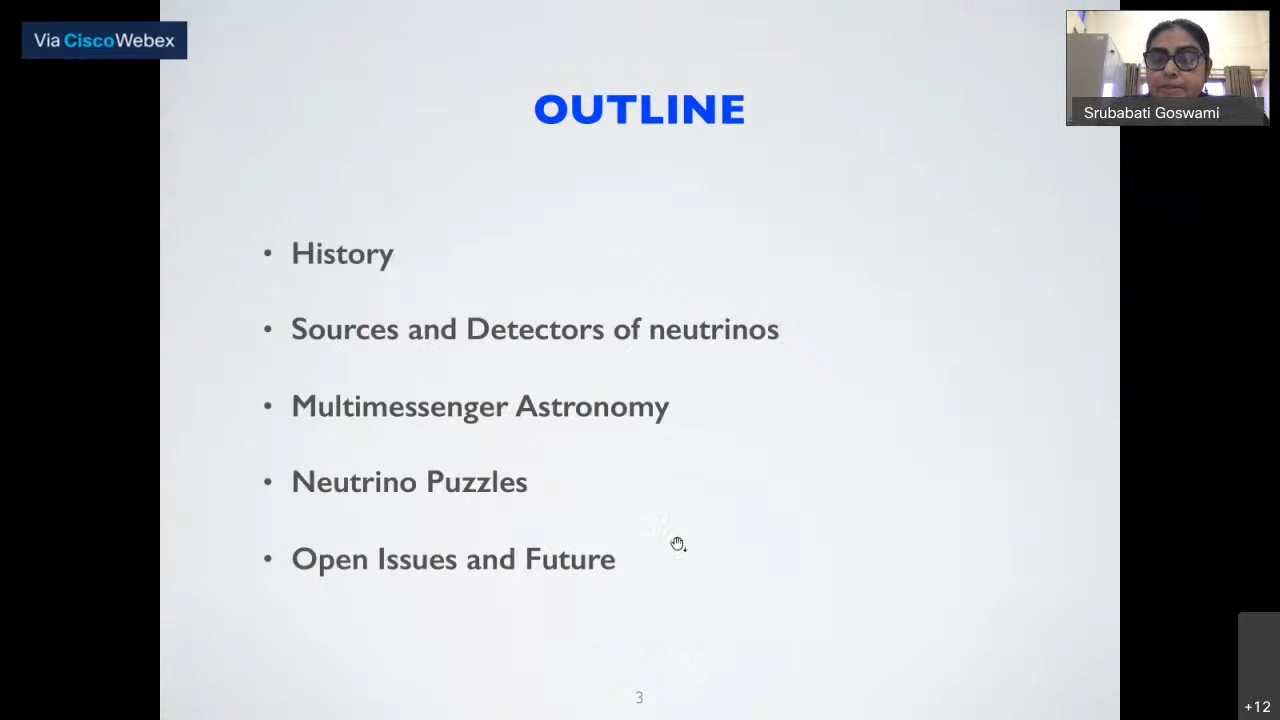 Via CiscoWebex
Srubabati Goswami
OUTLINE
• History
• Sources and Detectors of neutrinos
• Multimessenger Astronomy
• Neutrino Puzzles
• Open Issues and Future
3
+12